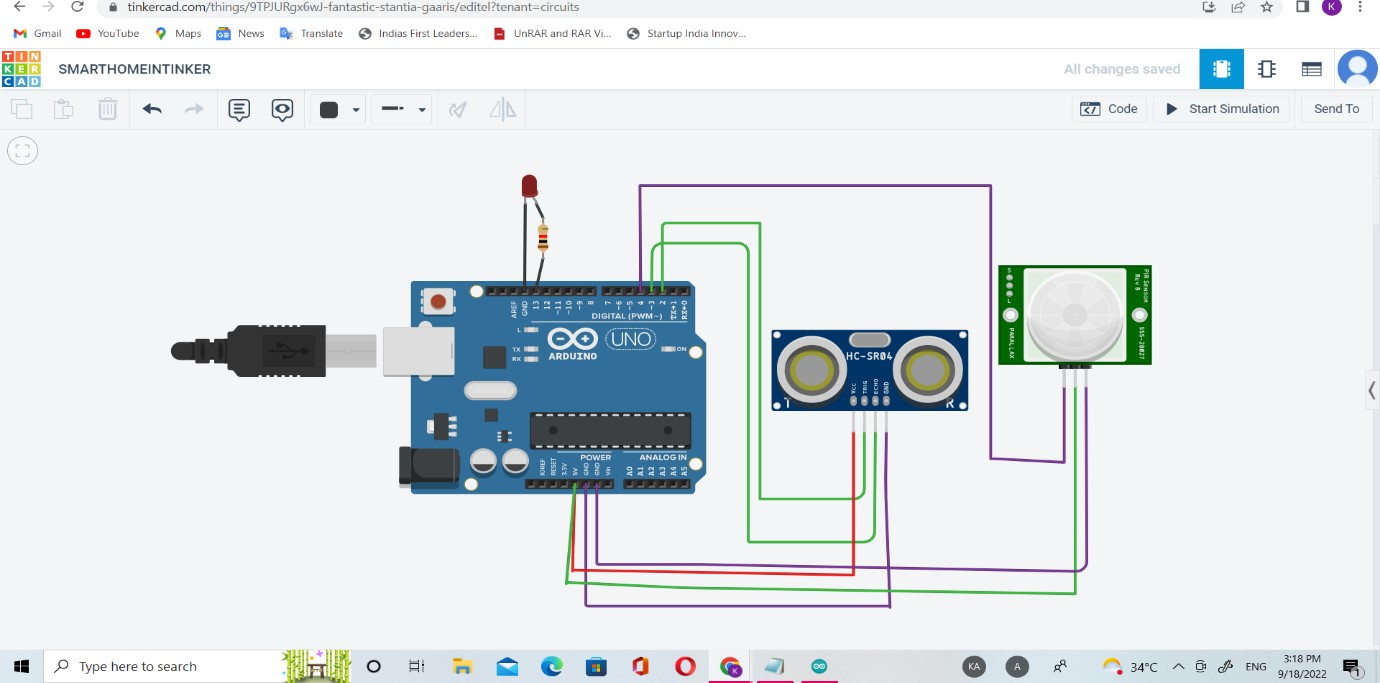 tinkercad.com/things/9TPJURgx6wJ-fantastic-stantia-gaaris/editel?tenant=circuits
K
Gmail YouTube Maps News Translate Indias First Leaders... UnRAR and RAR Vi... Startup India Innov...
TIN
KER
CAD
SMARTHOMEINTINKER
All changes saved
Code
Start Simulation
Send To
AREF GND 13 12 ~11 ~10 ~9 8 7 ~6 ~5 4 ~3 2 TX→1 RX←0
DIGITAL (PWM~)
L
TX
RX
ARDUINO
UNO
ON
POWER
ANALOG IN
IOREF RESET 3.3V 5V GND GND Vin A0 A1 A2 A3 A4 A5
HC-SR04
VCC TRIG ECHO GND
T
R
PIR Sensor
Rev B
555-28027
PARALLAX
Type here to search
KA
A
34°C
ENG
3:18 PM
9/18/2022
1